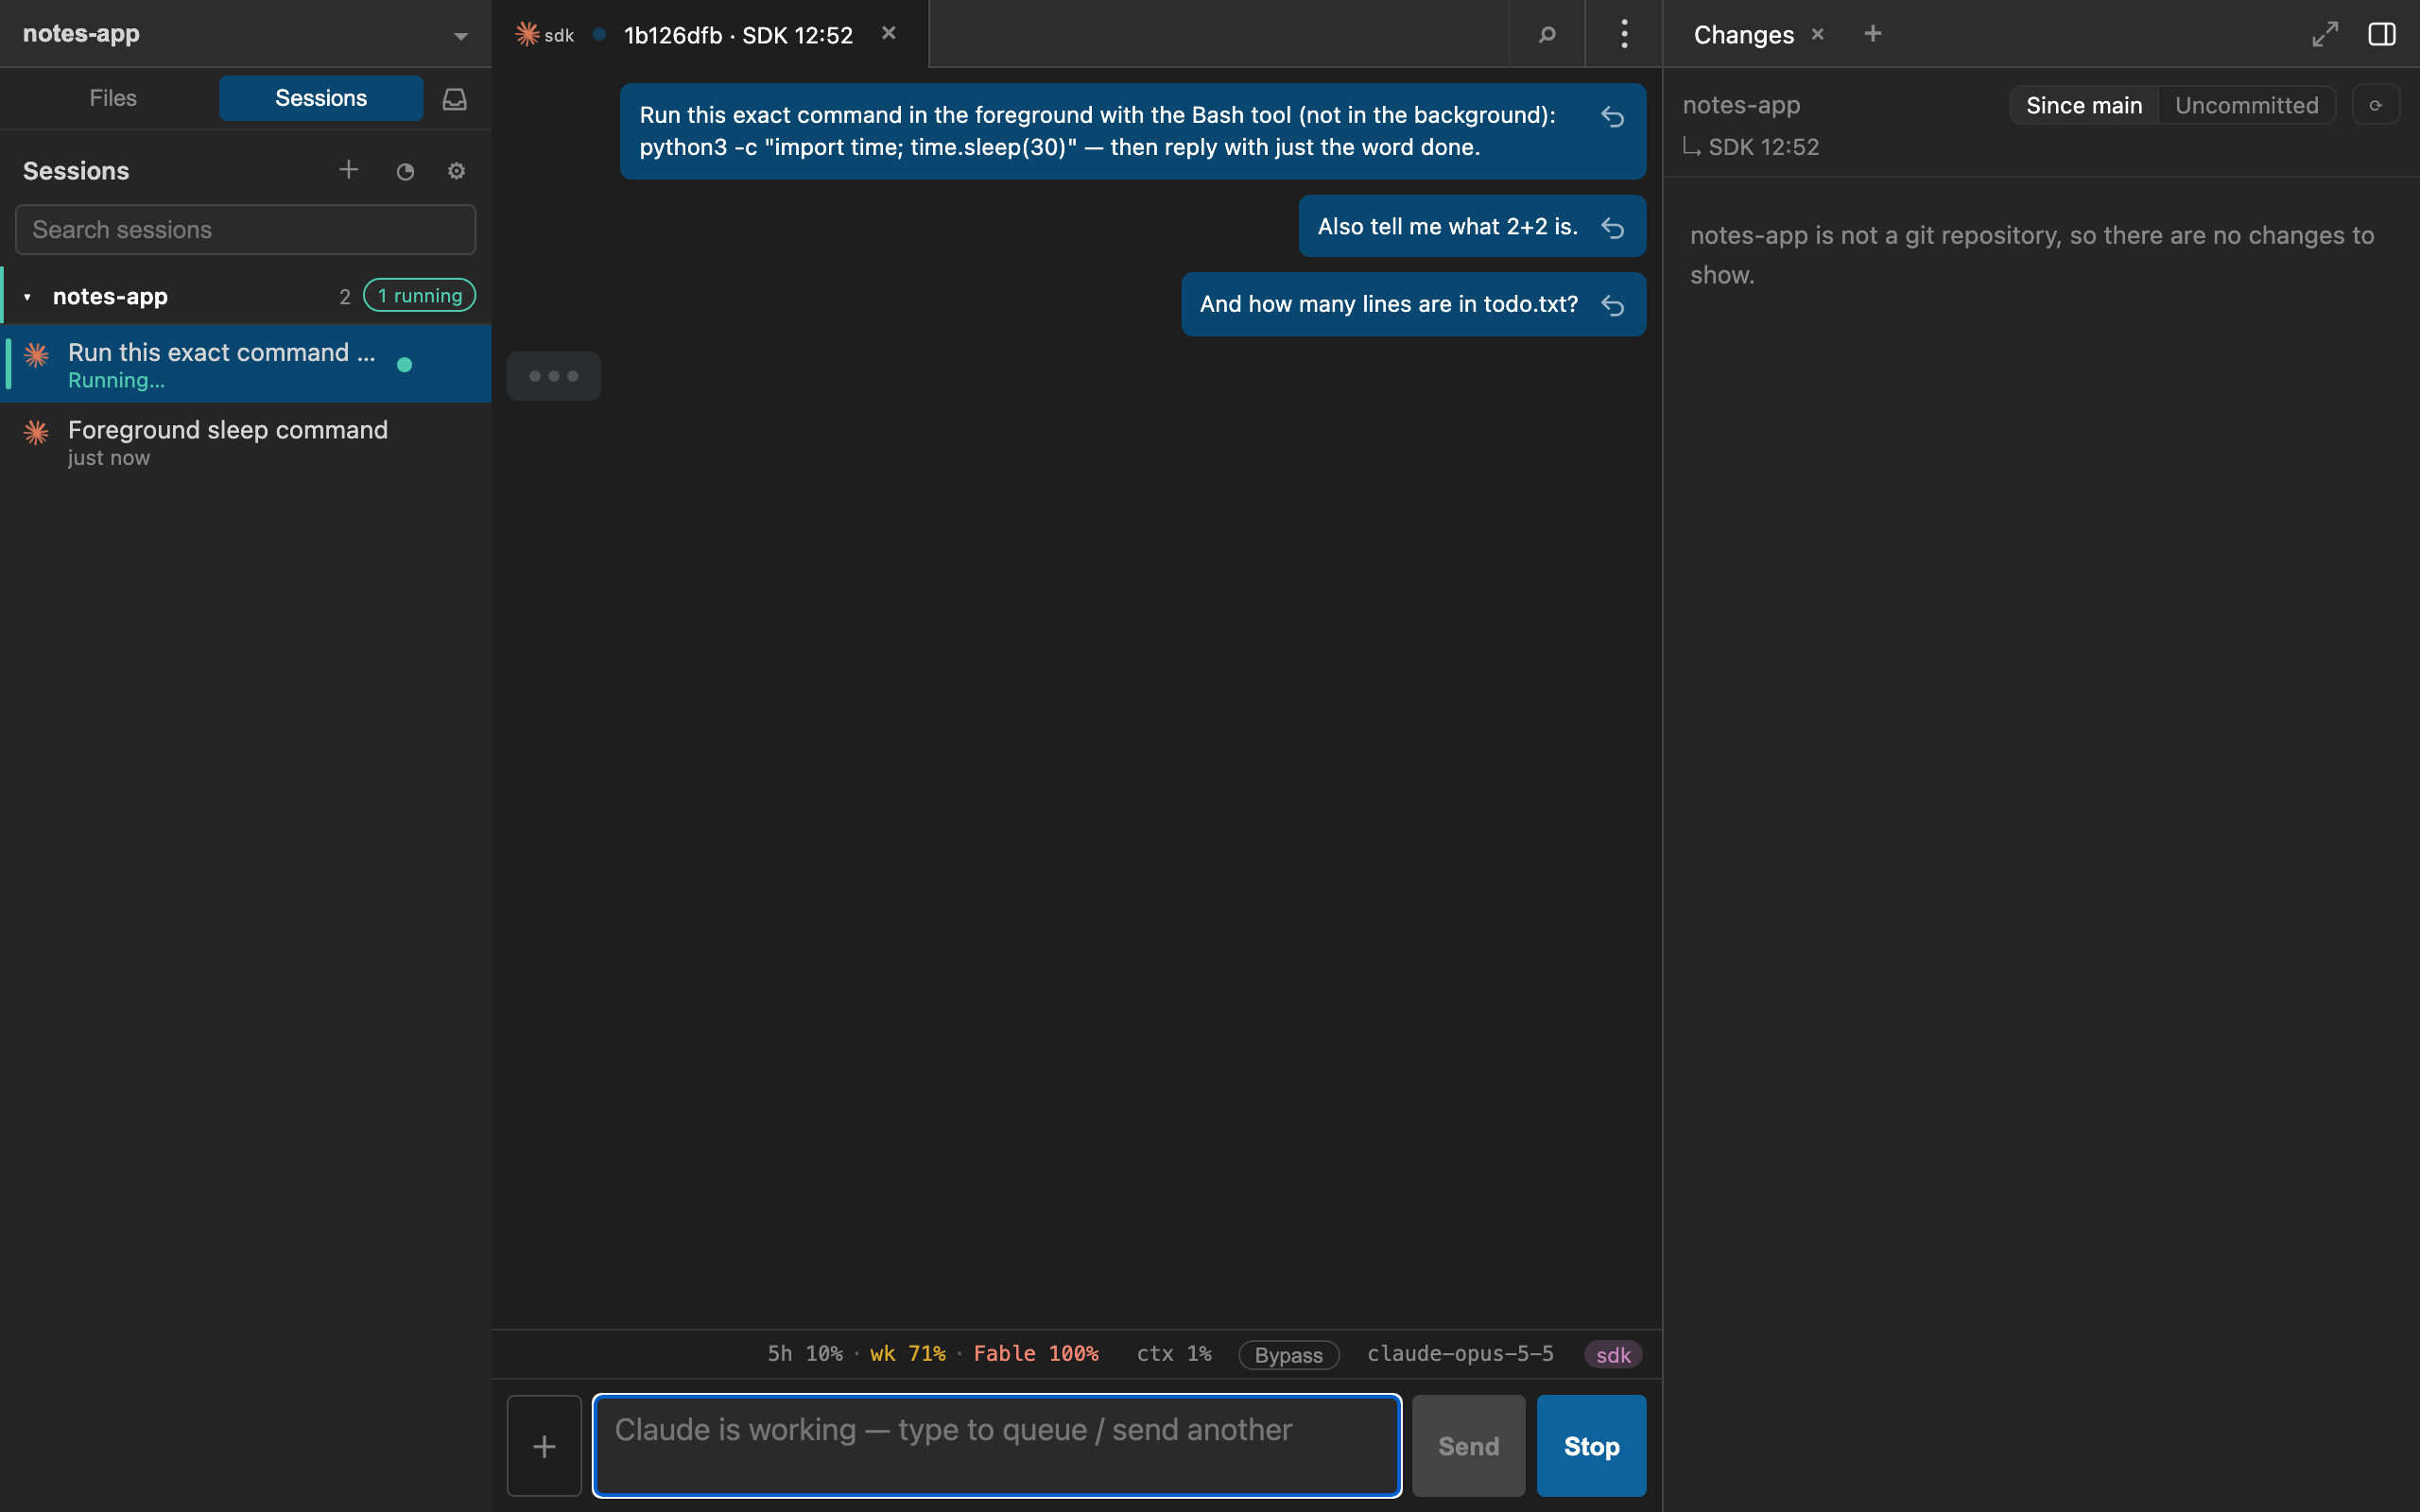 notes-app
Files
Sessions
Sessions
Search sessions
notes-app
2
1 running
Run this exact command ...
Running...
Foreground sleep command
just now
sdk
1b126dfb · SDK 12:52
Run this exact command in the foreground with the Bash tool (not in the background):
python3 -c "import time; time.sleep(30)" — then reply with just the word done.
Also tell me what 2+2 is.
And how many lines are in todo.txt?
5h 10% · wk 71% · Fable 100%
ctx 1%
Bypass
claude-opus-5-5
sdk
Claude is working — type to queue / send another
Send
Stop
Changes
notes-app
Since main
Uncommitted
SDK 12:52
notes-app is not a git repository, so there are no changes to
show.